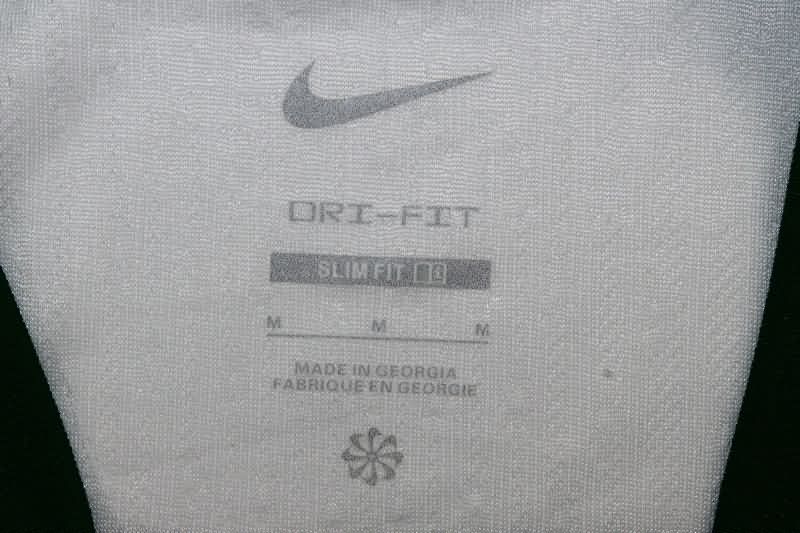 DRI-FIT
SLIM FIT
M M M
MADE IN GEORGIA
FABRIQUE EN GEORGIE